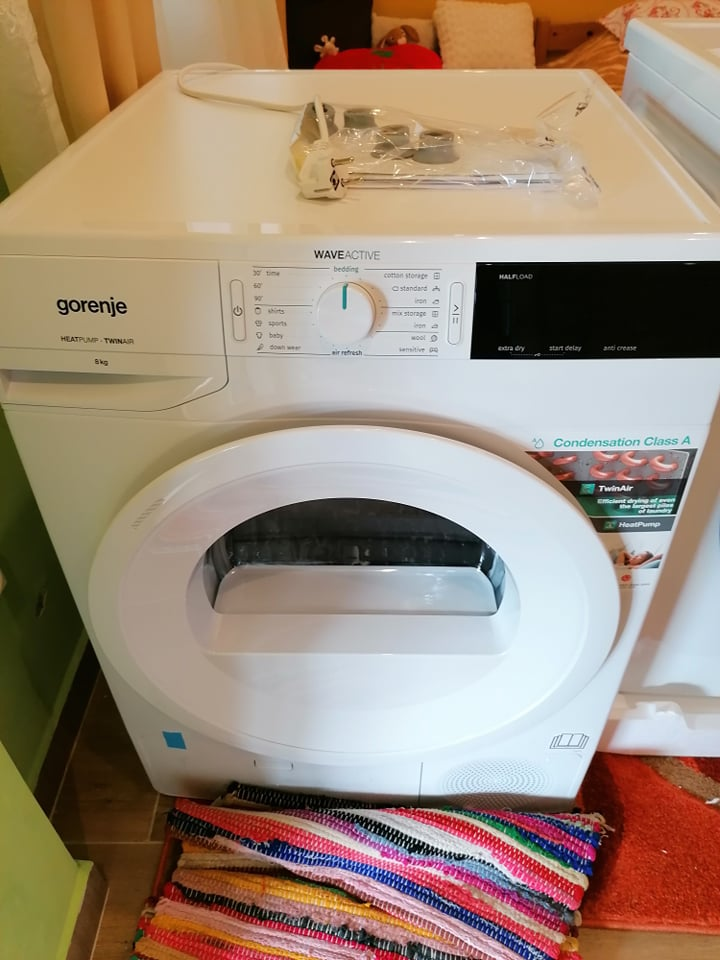 WAVEACTIVE
gorenje
HEATPUMP · TWINAIR
8 kg
30' time
60'
90'
shirts
sports
baby
down wear
bedding
air refresh
cotton storage
standard
iron
mix storage
iron
wool
sensitive
HALFLOAD
extra dry
start delay
anti crease
Condensation Class A
TwinAir
Efficient drying of even
the largest piles
of laundry
HeatPump